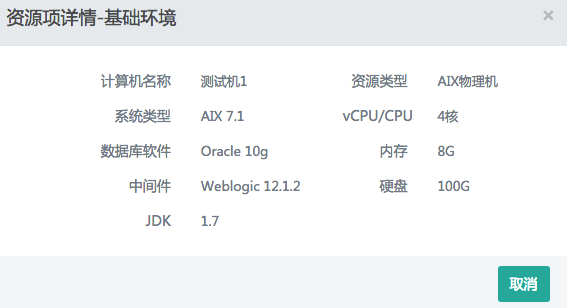 资源项详情-基础环境 ×
计算机名称 测试机1 资源类型 AIX物理机
系统类型 AIX 7.1 vCPU/CPU 4核
数据库软件 Oracle 10g 内存 8G
中间件 Weblogic 12.1.2 硬盘 100G
JDK 1.7
取消